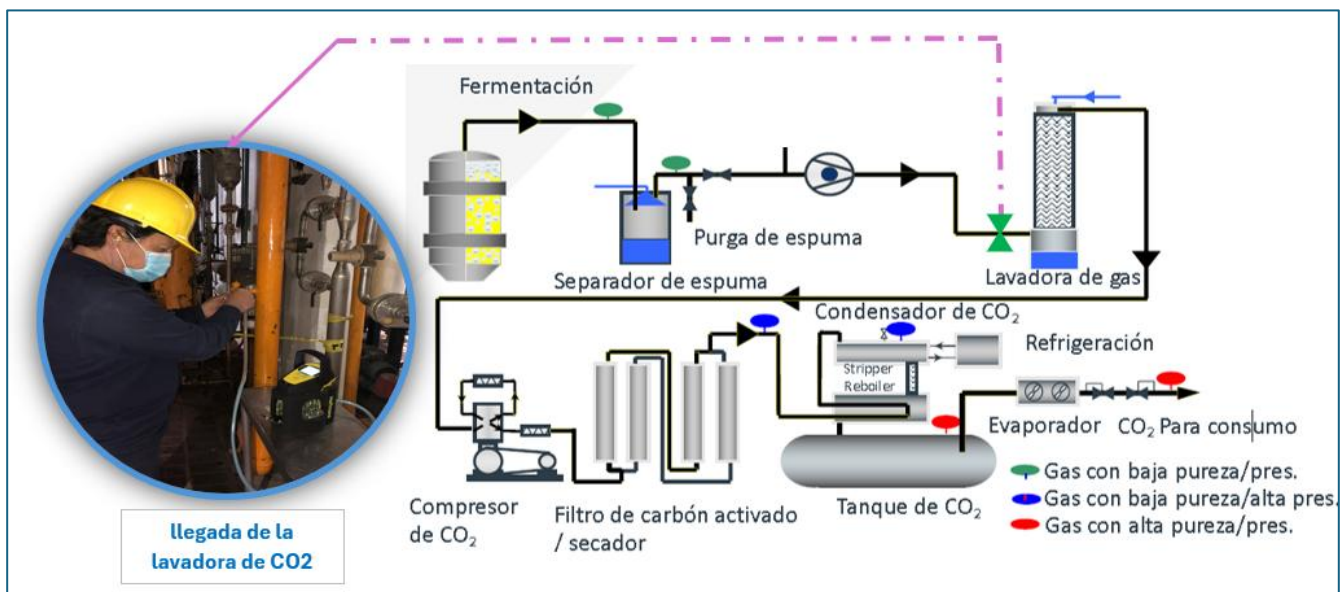 Fermentación
Purga de espuma
Separador de espuma
Lavadora de gas
Condensador de CO₂
Refrigeración
Stripper
Reboiler
Evaporador
CO₂ Para consumo
Compresor
de CO₂
Filtro de carbón activado
/ secador
Tanque de CO₂
Gas con baja pureza/pres.
Gas con baja pureza/alta pres.
Gas con alta pureza/pres.
llegada de la
lavadora de CO2